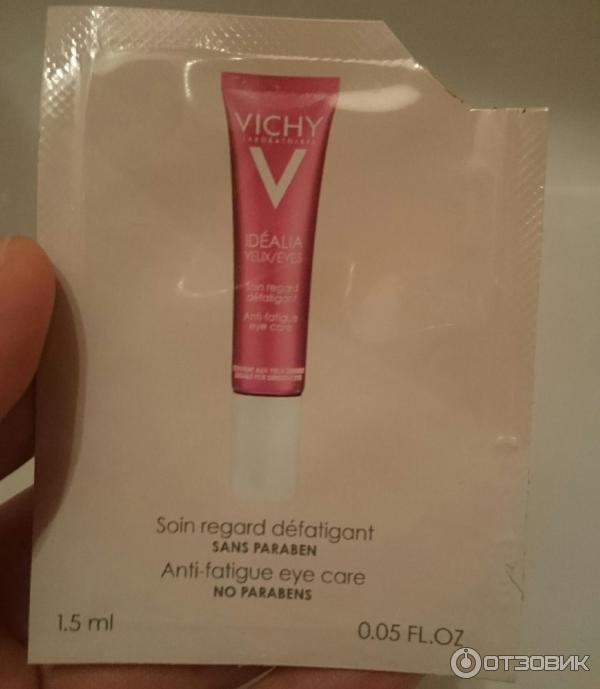 VICHY
LABORATOIRES
V
IDÉALIA
YEUX/EYES
Soin regard
défatigant
Anti-fatigue
eye care
Soin regard défatigant
SANS PARABEN
Anti-fatigue eye care
NO PARABENS
1.5 ml
0.05 FL.OZ
ОТЗОВИК